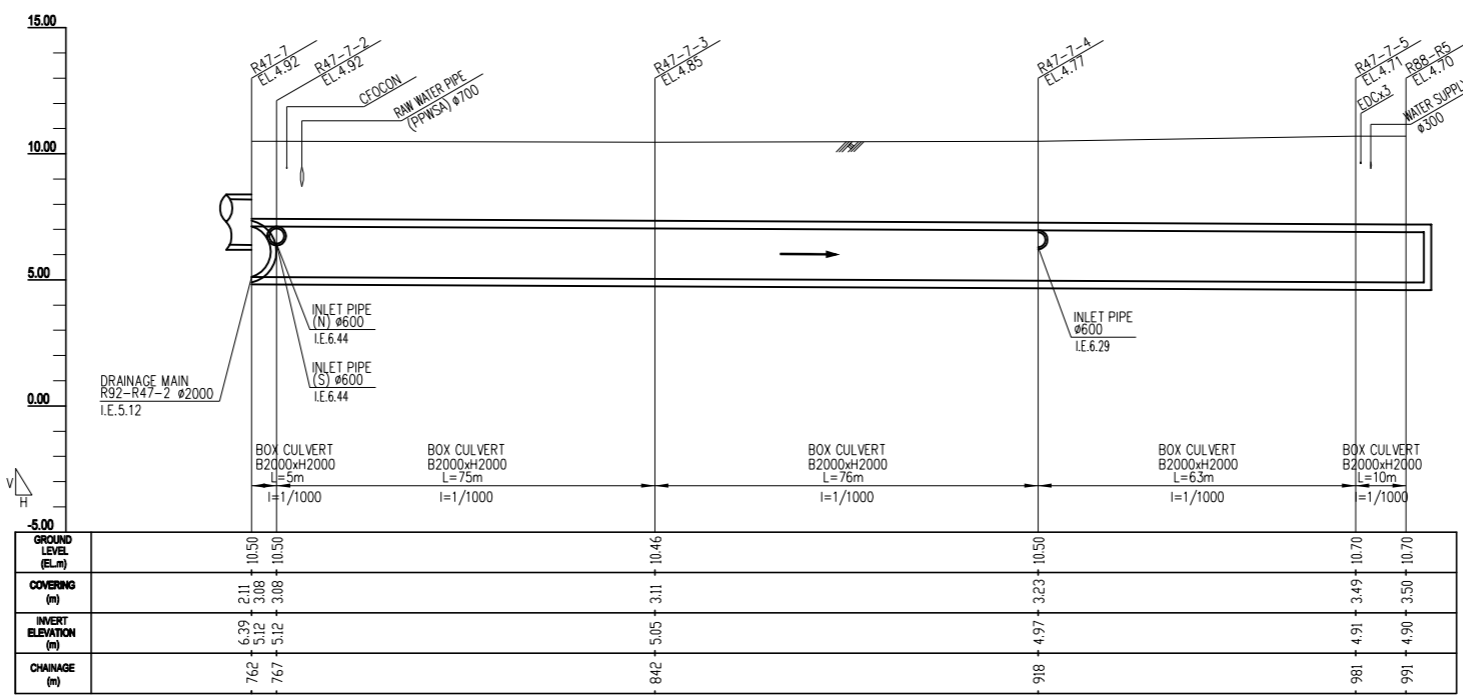 15.00
10.00
5.00
0.00
-5.00
V
H
R47-7
EL.4.92
R47-7-2
EL.4.92
CFOCON
RAW WATER PIPE
(PPWSA) ø700
R47-7-3
EL.4.85
R47-7-4
EL.4.77
R47-7-5
EL.4.71
R88-R5
EL.4.70
EDCx3
WATER SUPPLY
ø300
INLET PIPE
(N) ø600
I.E.6.44
INLET PIPE
(S) ø600
I.E.6.44
INLET PIPE
ø600
I.E.6.29
DRAINAGE MAIN
R92-R47-2 ø2000
I.E.5.12
BOX CULVERT
B2000xH2000
L=5m
I=1/1000
BOX CULVERT
B2000xH2000
L=75m
I=1/1000
BOX CULVERT
B2000xH2000
L=76m
I=1/1000
BOX CULVERT
B2000xH2000
L=63m
I=1/1000
BOX CULVERT
B2000xH2000
L=10m
I=1/1000
GROUND
LEVEL
(EL.m)
10.50 10.50 10.46 10.50 10.70 10.70
COVERING
(m)
2.11 3.08 3.08 3.11 3.23 3.49 3.50
INVERT
ELEVATION
(m)
6.39 5.12 5.12 5.05 4.97 4.91 4.90
CHAINAGE
(m)
762 767 842 918 981 991